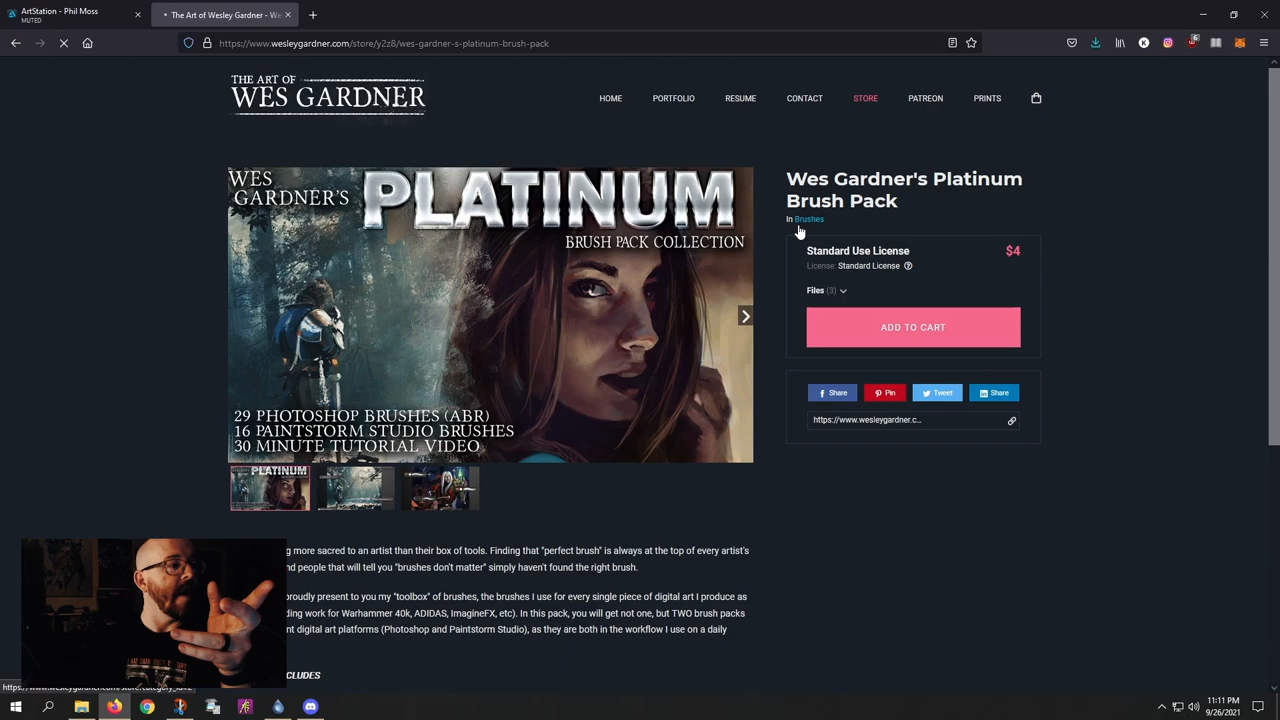 ArtStation - Phil Moss
MUTED
The Art of Wesley Gardner - We
https://www.wesleygardner.com/store/y2z8/wes-gardner-s-platinum-brush-pack
6
THE ART OF
WES GARDNER
HOME PORTFOLIO RESUME CONTACT STORE PATREON PRINTS
WES
GARDNER'S
PLATINUM
BRUSH PACK COLLECTION
29 PHOTOSHOP BRUSHES (ABR)
16 PAINTSTORM STUDIO BRUSHES
30 MINUTE TUTORIAL VIDEO
Wes Gardner's Platinum
Brush Pack
In Brushes
Standard Use License $4
License: Standard License
Files (3)
ADD TO CART
Share Pin Tweet Share
https://www.wesleygardner.c...
PLATINUM
g more sacred to an artist than their box of tools. Finding that "perfect brush" is always at the top of every artist's
nd people that will tell you "brushes don't matter" simply haven't found the right brush.
proudly present to you my "toolbox" of brushes, the brushes I use for every single piece of digital art I produce as
ding work for Warhammer 40k, ADIDAS, ImagineFX, etc). In this pack, you will get not one, but TWO brush packs
nt digital art platforms (Photoshop and Paintstorm Studio), as they are both in the workflow I use on a daily
CLUDES
11:11 PM
9/26/2021